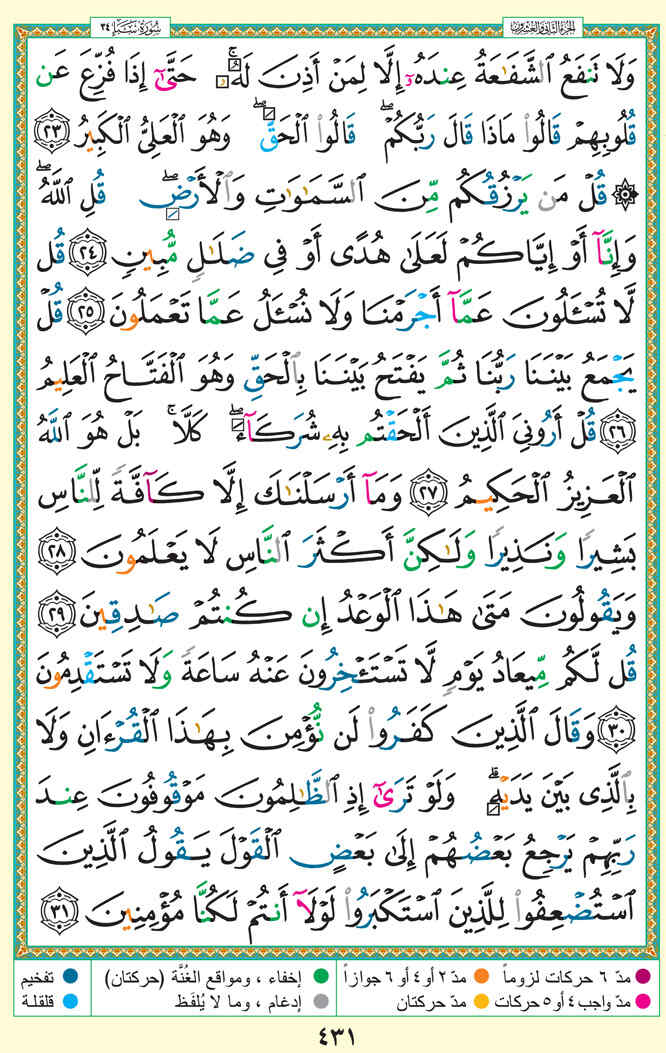 الجزء الثاني والعشرون
سورة سبإ ٣٤
وَلَا تَنفَعُ ٱلشَّفَـٰعَةُ عِندَهُۥٓ إِلَّا لِمَنْ أَذِنَ لَهُۥ ۚ حَتَّىٰٓ إِذَا فُزِّعَ عَن
قُلُوبِهِمْ قَالُوا۟ مَاذَا قَالَ رَبُّكُمْ ۖ قَالُوا۟ ٱلْحَقَّ ۖ وَهُوَ ٱلْعَلِىُّ ٱلْكَبِيرُ ٢٣
۞ قُلْ مَن يَرْزُقُكُم مِّنَ ٱلسَّمَـٰوَٰتِ وَٱلْأَرْضِ ۖ قُلِ ٱللَّهُ ۖ
وَإِنَّآ أَوْ إِيَّاكُمْ لَعَلَىٰ هُدًى أَوْ فِى ضَلَـٰلٍ مُّبِينٍ ٢٤ قُل
لَّا تُسْـَٔلُونَ عَمَّآ أَجْرَمْنَا وَلَا نُسْـَٔلُ عَمَّا تَعْمَلُونَ ٢٥ قُلْ
يَجْمَعُ بَيْنَنَا رَبُّنَا ثُمَّ يَفْتَحُ بَيْنَنَا بِٱلْحَقِّ وَهُوَ ٱلْفَتَّاحُ ٱلْعَلِيمُ
٢٦ قُلْ أَرُونِىَ ٱلَّذِينَ أَلْحَقْتُم بِهِۦ شُرَكَآءَ ۖ كَلَّا ۚ بَلْ هُوَ ٱللَّهُ
ٱلْعَزِيزُ ٱلْحَكِيمُ ٢٧ وَمَآ أَرْسَلْنَـٰكَ إِلَّا كَآفَّةً لِّلنَّاسِ
بَشِيرًا وَنَذِيرًا وَلَـٰكِنَّ أَكْثَرَ ٱلنَّاسِ لَا يَعْلَمُونَ ٢٨
وَيَقُولُونَ مَتَىٰ هَـٰذَا ٱلْوَعْدُ إِن كُنتُمْ صَـٰدِقِينَ ٢٩
قُل لَّكُم مِّيعَادُ يَوْمٍ لَّا تَسْتَـْٔخِرُونَ عَنْهُ سَاعَةً وَلَا تَسْتَقْدِمُونَ
٣٠ وَقَالَ ٱلَّذِينَ كَفَرُوا۟ لَن نُّؤْمِنَ بِهَـٰذَا ٱلْقُرْءَانِ وَلَا
بِٱلَّذِى بَيْنَ يَدَيْهِ ۗ وَلَوْ تَرَىٰٓ إِذِ ٱلظَّـٰلِمُونَ مَوْقُوفُونَ عِندَ
رَبِّهِمْ يَرْجِعُ بَعْضُهُمْ إِلَىٰ بَعْضٍ ٱلْقَوْلَ يَقُولُ ٱلَّذِينَ
ٱسْتُضْعِفُوا۟ لِلَّذِينَ ٱسْتَكْبَرُوا۟ لَوْلَآ أَنتُمْ لَكُنَّا مُؤْمِنِينَ ٣١
مدّ ٦ حركات لزوماً مدّ ٢ أو ٤ أو ٦ جوازاً إخفاء ، ومواقع الغُنَّة (حركتان) تفخيم
مدّ واجب ٤ أو ٥ حركات مدّ حركتان إدغام ، وما لا يُلفَظ قلقلة
٤٣١